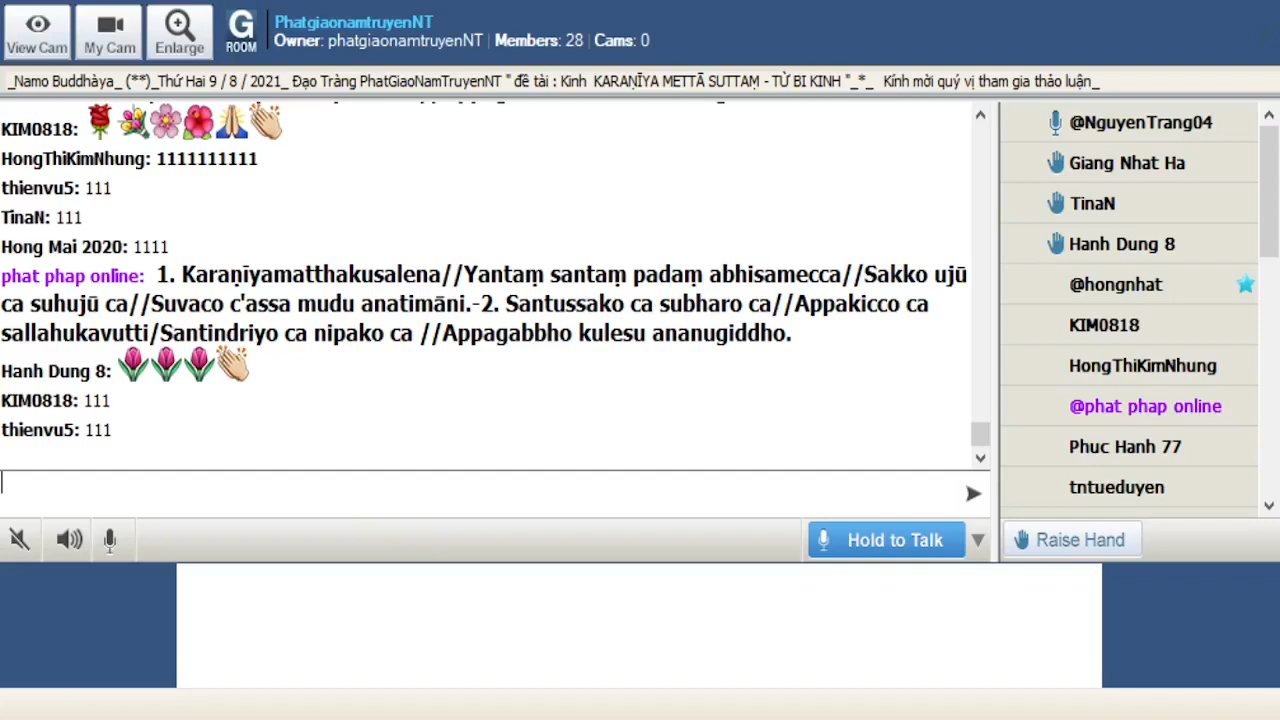 View Cam
My Cam
Enlarge
G
ROOM
PhatgiaonamtruyenNT
Owner: phatgiaonamtruyenNT | Members: 28 | Cams: 0
_Namo Buddhàya_ (**)_Thứ Hai 9 / 8 / 2021_ Đạo Tràng PhatGiaoNamTruyenNT " đề tài : Kinh KARAṆĪYA METTĀ SUTTAṂ - TỪ BI KINH "_*_ Kính mời quý vị tham gia thảo luận_
KIM0818:
HongThiKimNhung: 1111111111
thienvu5: 111
TinaN: 111
Hong Mai 2020: 1111
phat phap online: 1. Karaṇīyamatthakusalena//Yantaṃ santaṃ padaṃ abhisamecca//Sakko ujū
ca suhujū ca//Suvaco c'assa mudu anatimāni.-2. Santussako ca subharo ca//Appakicco ca
sallahukavutti/Santindriyo ca nipako ca //Appagabbho kulesu ananugiddho.
Hanh Dung 8:
KIM0818: 111
thienvu5: 111
@NguyenTrang04
Giang Nhat Ha
TinaN
Hanh Dung 8
@hongnhat
KIM0818
HongThiKimNhung
@phat phap online
Phuc Hanh 77
tntueduyen
Hold to Talk
Raise Hand